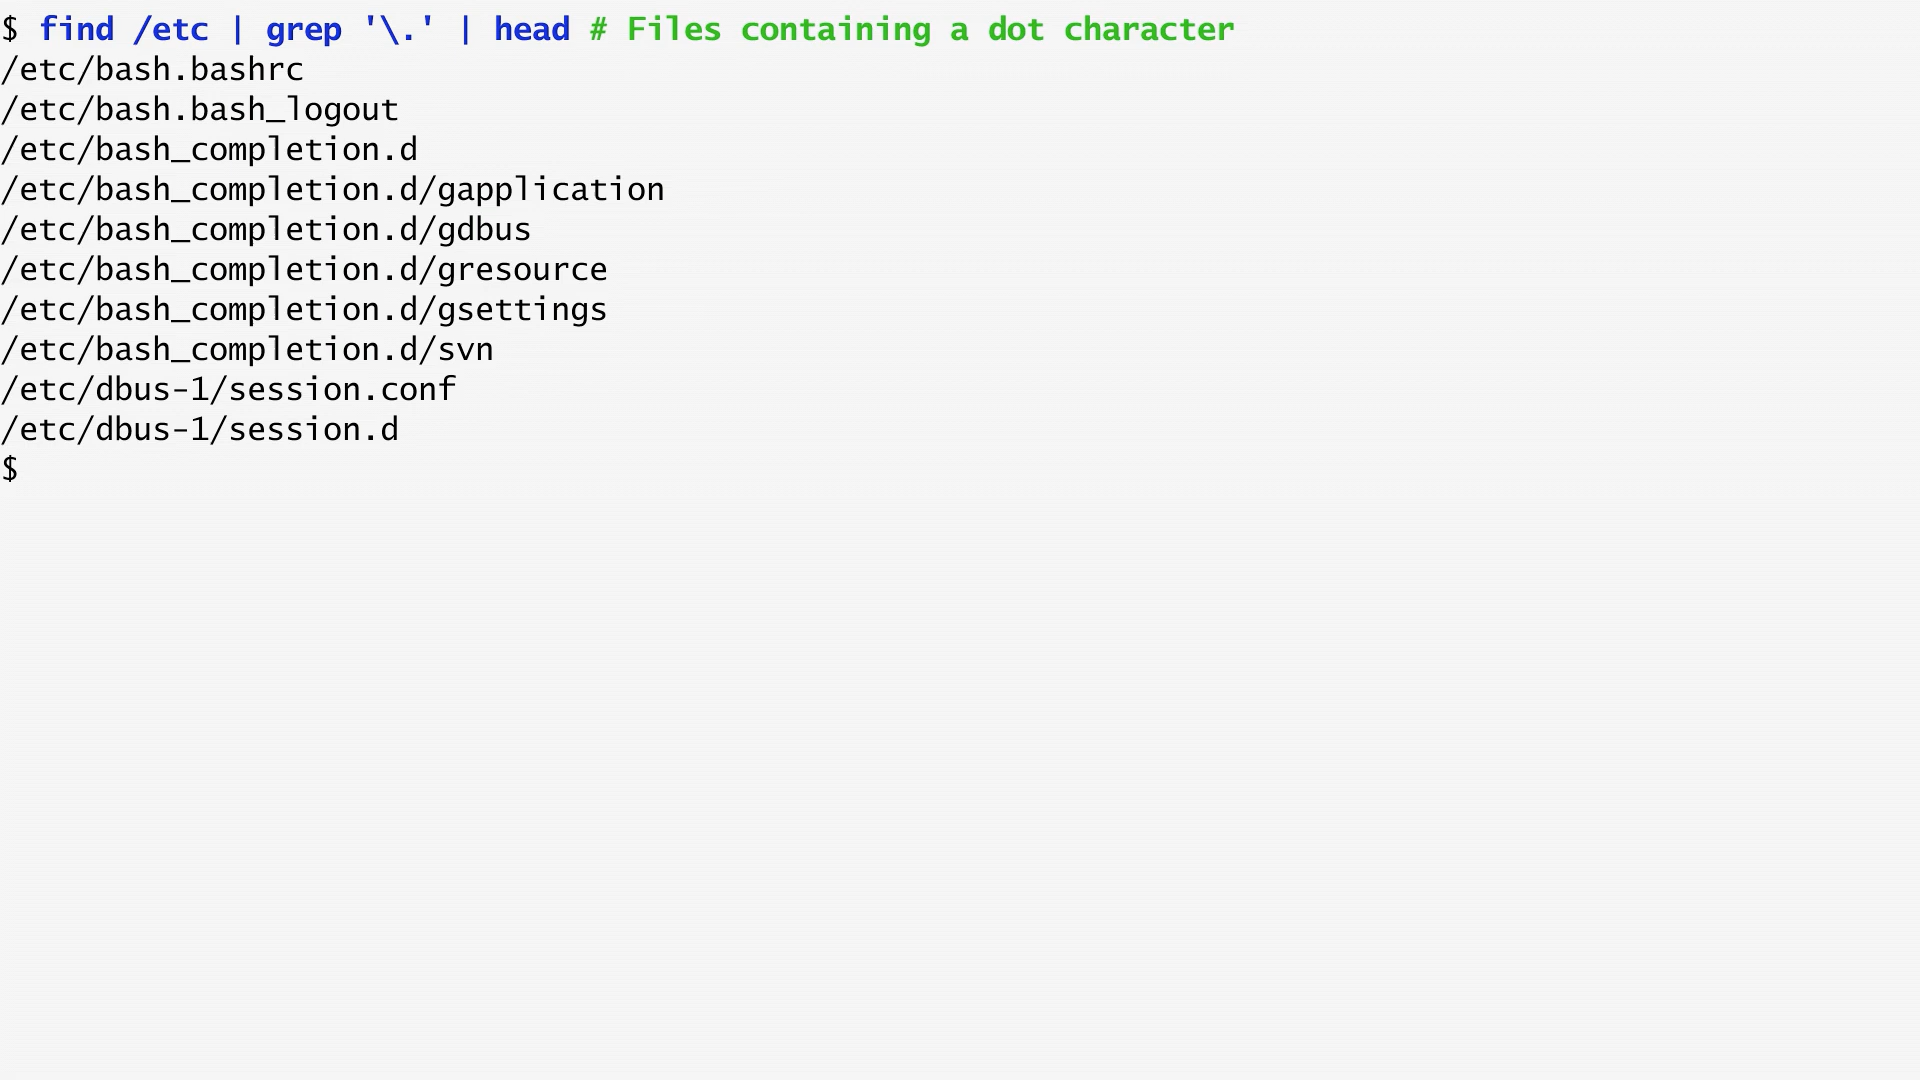 $ find /etc | grep '\.' | head # Files containing a dot character
/etc/bash.bashrc
/etc/bash.bash_logout
/etc/bash_completion.d
/etc/bash_completion.d/gapplication
/etc/bash_completion.d/gdbus
/etc/bash_completion.d/gresource
/etc/bash_completion.d/gsettings
/etc/bash_completion.d/svn
/etc/dbus-1/session.conf
/etc/dbus-1/session.d
$